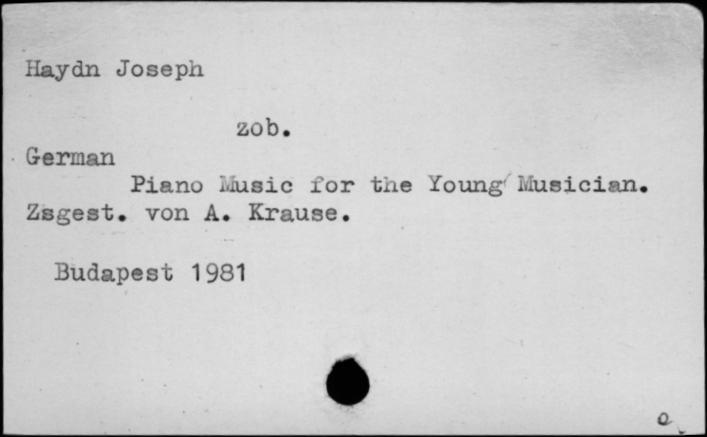 Haydn Joseph
zob.
German
Piano Music for the Young Musician.
Zsgest. von A. Krause.
Budapest 1981